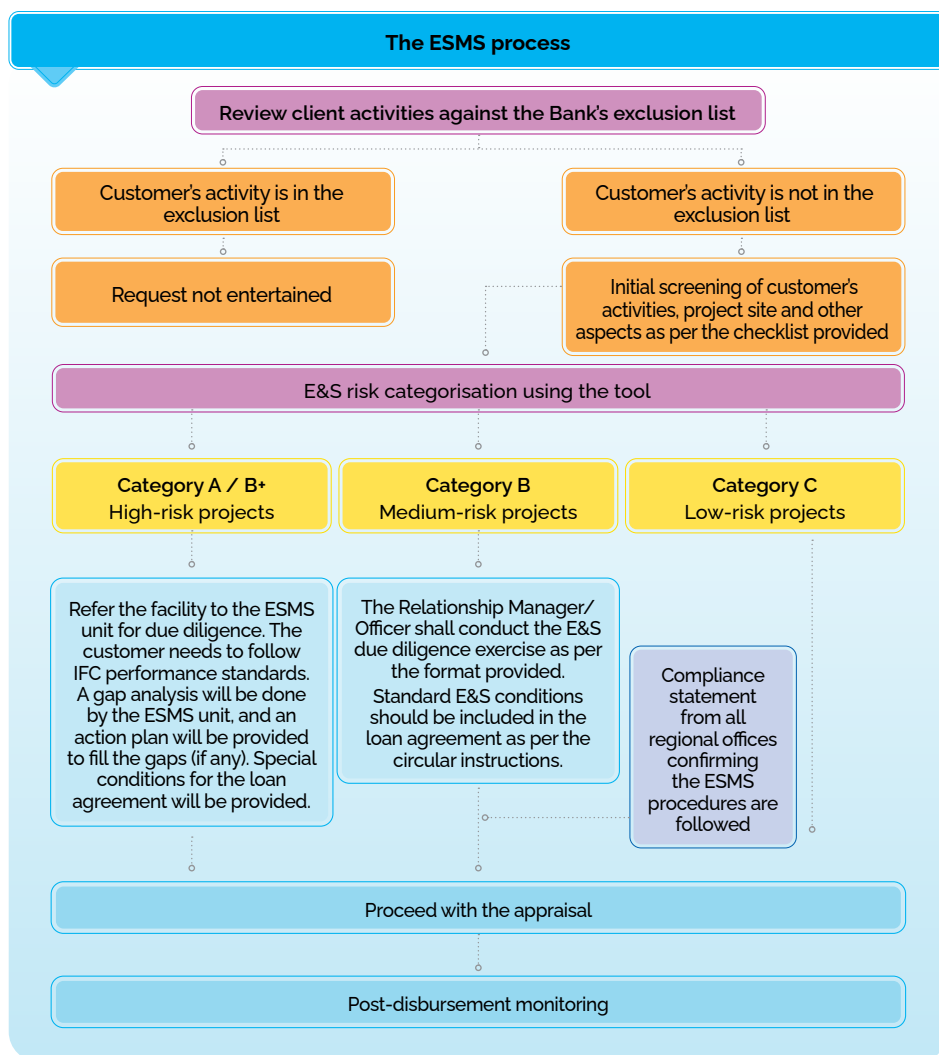 The ESMS process
Review client activities against the Bank's exclusion list
Customer's activity is in the
exclusion list
Customer's activity is not in the
exclusion list
Request not entertained
Initial screening of customer's
activities, project site and other
aspects as per the checklist provided
E&S risk categorisation using the tool
Category A / B+
High-risk projects
Category B
Medium-risk projects
Category C
Low-risk projects
Refer the facility to the ESMS
unit for due diligence. The
customer needs to follow
IFC performance standards.
A gap analysis will be done
by the ESMS unit, and an
action plan will be provided
to fill the gaps (if any). Special
conditions for the loan
agreement will be provided.
The Relationship Manager/
Officer shall conduct the E&S
due diligence exercise as per
the format provided.
Standard E&S conditions
should be included in the
loan agreement as per the
circular instructions.
Compliance
statement
from all
regional offices
confirming
the ESMS
procedures are
followed
Proceed with the appraisal
Post-disbursement monitoring